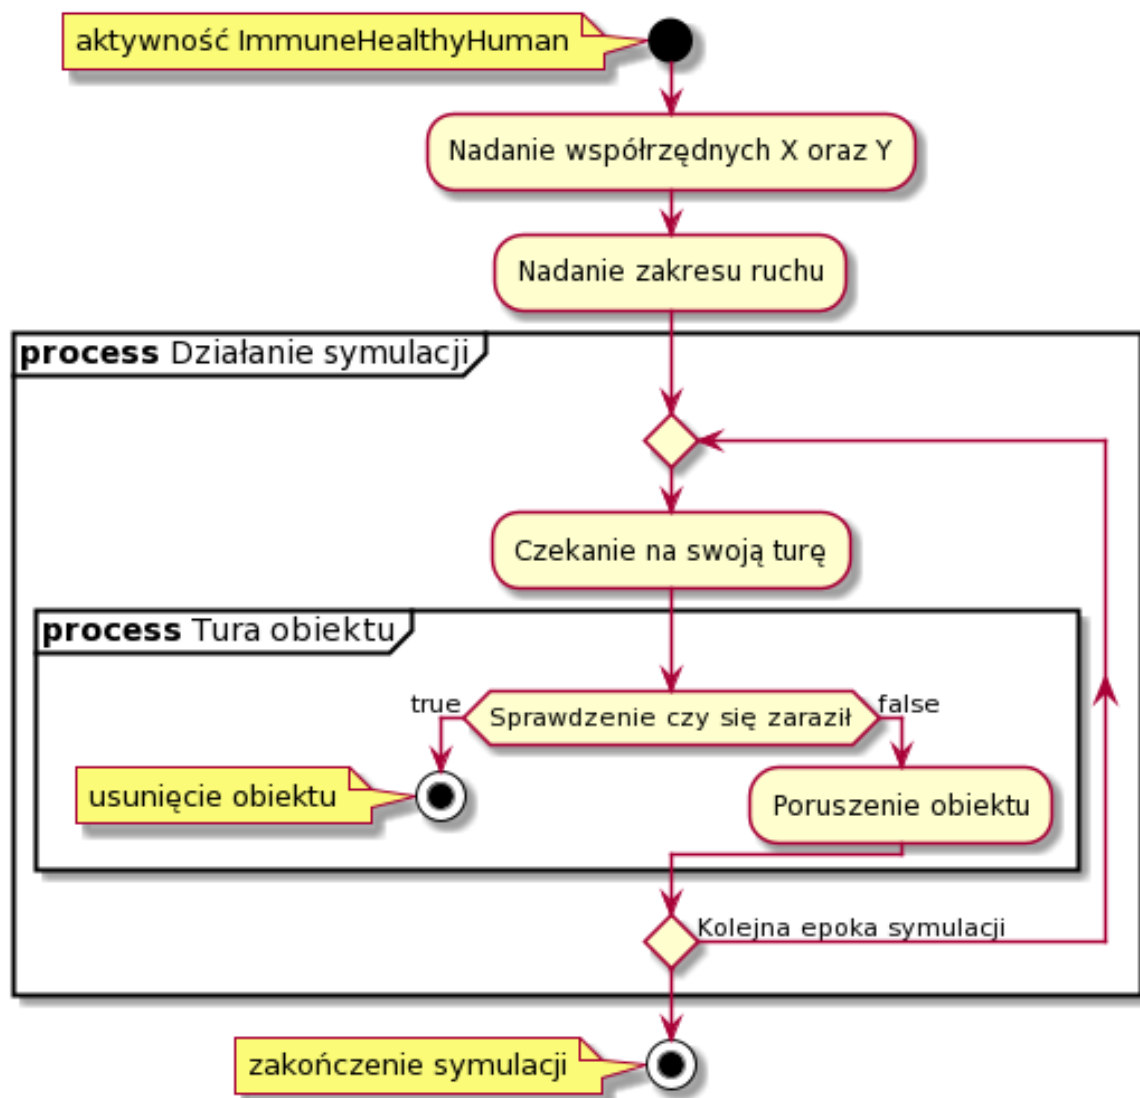 aktywność ImmuneHealthyHuman
Nadanie współrzędnych X oraz Y
Nadanie zakresu ruchu
process Działanie symulacji
Czekanie na swoją turę
process Tura obiektu
true
Sprawdzenie czy się zaraził
false
usunięcie obiektu
Poruszenie obiektu
Kolejna epoka symulacji
zakończenie symulacji